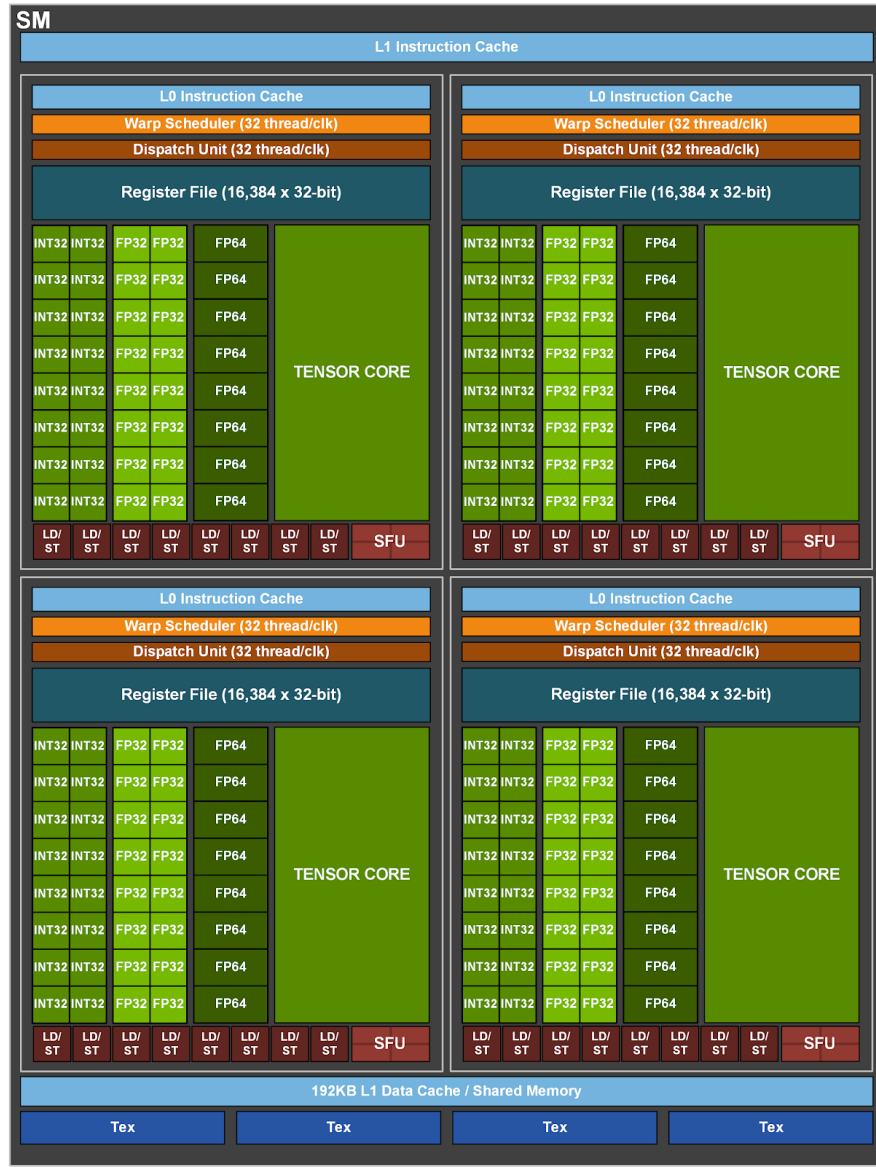 SM
L1 Instruction Cache
L0 Instruction Cache
Warp Scheduler (32 thread/clk)
Dispatch Unit (32 thread/clk)
Register File (16,384 x 32-bit)
INT32 INT32 FP32 FP32 FP64
INT32 INT32 FP32 FP32 FP64
INT32 INT32 FP32 FP32 FP64
INT32 INT32 FP32 FP32 FP64
TENSOR CORE
INT32 INT32 FP32 FP32 FP64
INT32 INT32 FP32 FP32 FP64
INT32 INT32 FP32 FP32 FP64
INT32 INT32 FP32 FP32 FP64
LD/ LD/ LD/ LD/ LD/ LD/ LD/ LD/
ST ST ST ST ST ST ST ST
SFU
L0 Instruction Cache
Warp Scheduler (32 thread/clk)
Dispatch Unit (32 thread/clk)
Register File (16,384 x 32-bit)
INT32 INT32 FP32 FP32 FP64
INT32 INT32 FP32 FP32 FP64
INT32 INT32 FP32 FP32 FP64
INT32 INT32 FP32 FP32 FP64
TENSOR CORE
INT32 INT32 FP32 FP32 FP64
INT32 INT32 FP32 FP32 FP64
INT32 INT32 FP32 FP32 FP64
INT32 INT32 FP32 FP32 FP64
LD/ LD/ LD/ LD/ LD/ LD/ LD/ LD/
ST ST ST ST ST ST ST ST
SFU
L0 Instruction Cache
Warp Scheduler (32 thread/clk)
Dispatch Unit (32 thread/clk)
Register File (16,384 x 32-bit)
INT32 INT32 FP32 FP32 FP64
INT32 INT32 FP32 FP32 FP64
INT32 INT32 FP32 FP32 FP64
INT32 INT32 FP32 FP32 FP64
TENSOR CORE
INT32 INT32 FP32 FP32 FP64
INT32 INT32 FP32 FP32 FP64
INT32 INT32 FP32 FP32 FP64
INT32 INT32 FP32 FP32 FP64
LD/ LD/ LD/ LD/ LD/ LD/ LD/ LD/
ST ST ST ST ST ST ST ST
SFU
L0 Instruction Cache
Warp Scheduler (32 thread/clk)
Dispatch Unit (32 thread/clk)
Register File (16,384 x 32-bit)
INT32 INT32 FP32 FP32 FP64
INT32 INT32 FP32 FP32 FP64
INT32 INT32 FP32 FP32 FP64
INT32 INT32 FP32 FP32 FP64
TENSOR CORE
INT32 INT32 FP32 FP32 FP64
INT32 INT32 FP32 FP32 FP64
INT32 INT32 FP32 FP32 FP64
INT32 INT32 FP32 FP32 FP64
LD/ LD/ LD/ LD/ LD/ LD/ LD/ LD/
ST ST ST ST ST ST ST ST
SFU
192KB L1 Data Cache / Shared Memory
Tex Tex Tex Tex